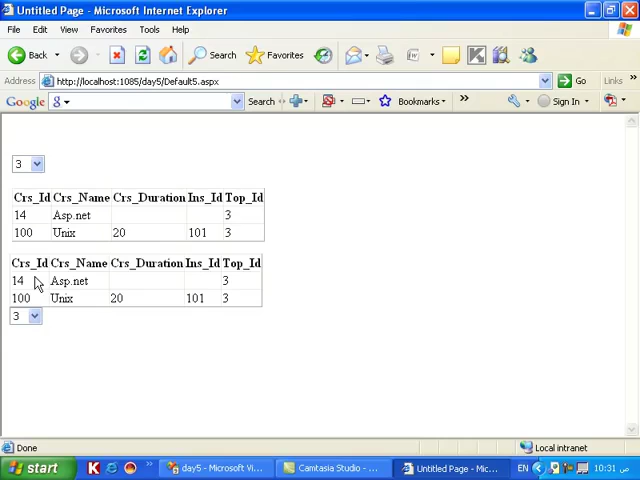 Untitled Page - Microsoft Internet Explorer
File Edit View Favorites Tools Help
Back Search Favorites
Address http://localhost:1085/day5/Default5.aspx Go Links
Google g Search Bookmarks Sign In
3
Crs_Id Crs_Name Crs_Duration Ins_Id Top_Id
14 Asp.net 3
100 Unix 20 101 3
Crs_Id Crs_Name Crs_Duration Ins_Id Top_Id
14 Asp.net 3
100 Unix 20 101 3
3
Done Local intranet
start K day5 - Microsoft Vi... Camtasia Studio - ... Untitled Page - Mic... EN 10:31 ص